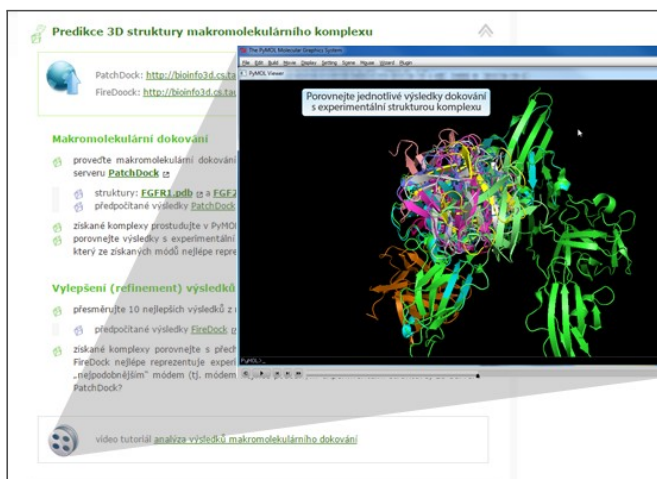 Predikce 3D struktury makromolekulárního komplexu
PatchDock: http://bioinfo3d.cs.tau
FireDoock: http://bioinfo3d.cs.tau
Makromolekulární dokování
proveďte makromolekulární dokování
serveru PatchDock
struktury: FGFR1.pdb a FGF2
předpočítané výsledky PatchDock
získané komplexy prostudujte v PyMOL
porovnejte výsledky s experimentální
který ze získaných módů nejlépe repre
Vylepšení (refinement) výsledků
přesměrujte 10 nejlepších výsledků z
předpočítané výsledky FireDock
získané komplexy porovnejte s přech
FireDock nejlépe reprezentuje experi
„nejpodobnějším" módem (tj. módem
PatchDock?
video tutoriál analýza výsledků makromolekulárního dokování
The PyMOL Molecular Graphics System
File Edit Build Movie Display Setting Scene Mouse Wizard Plugin
PyMOL Viewer
Porovnejte jednotlivé výsledky dokování
s experimentální strukturou komplexu
PyMOL>_